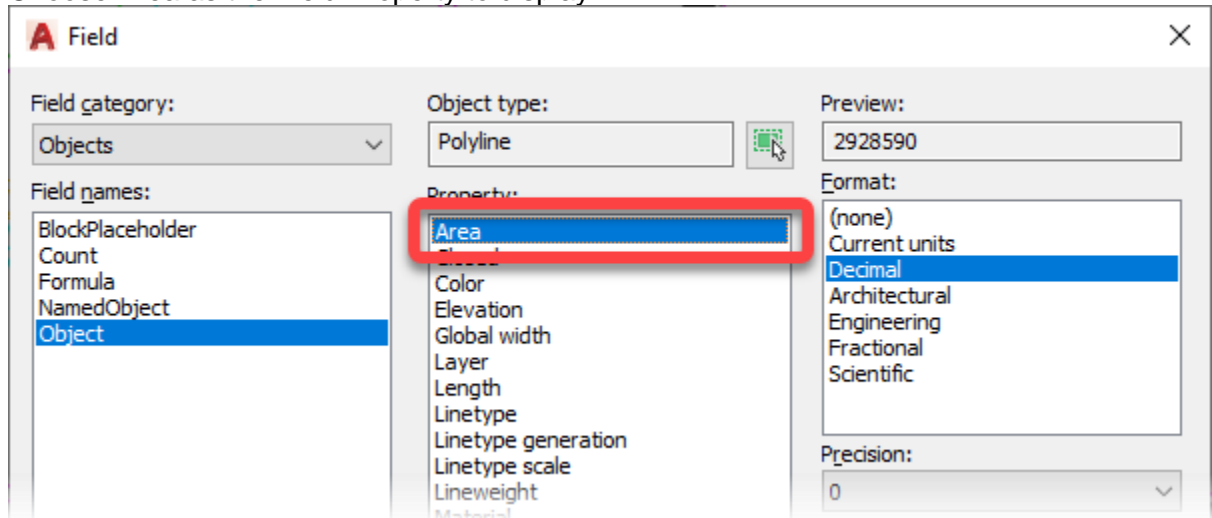 Field
Field category:
Objects
Field names:
BlockPlaceholder
Count
Formula
NamedObject
Object
Object type:
Polyline
Property:
Area
Closed
Color
Elevation
Global width
Layer
Length
Linetype
Linetype generation
Linetype scale
Lineweight
Material
Preview:
2928590
Format:
(none)
Current units
Decimal
Architectural
Engineering
Fractional
Scientific
Precision:
0